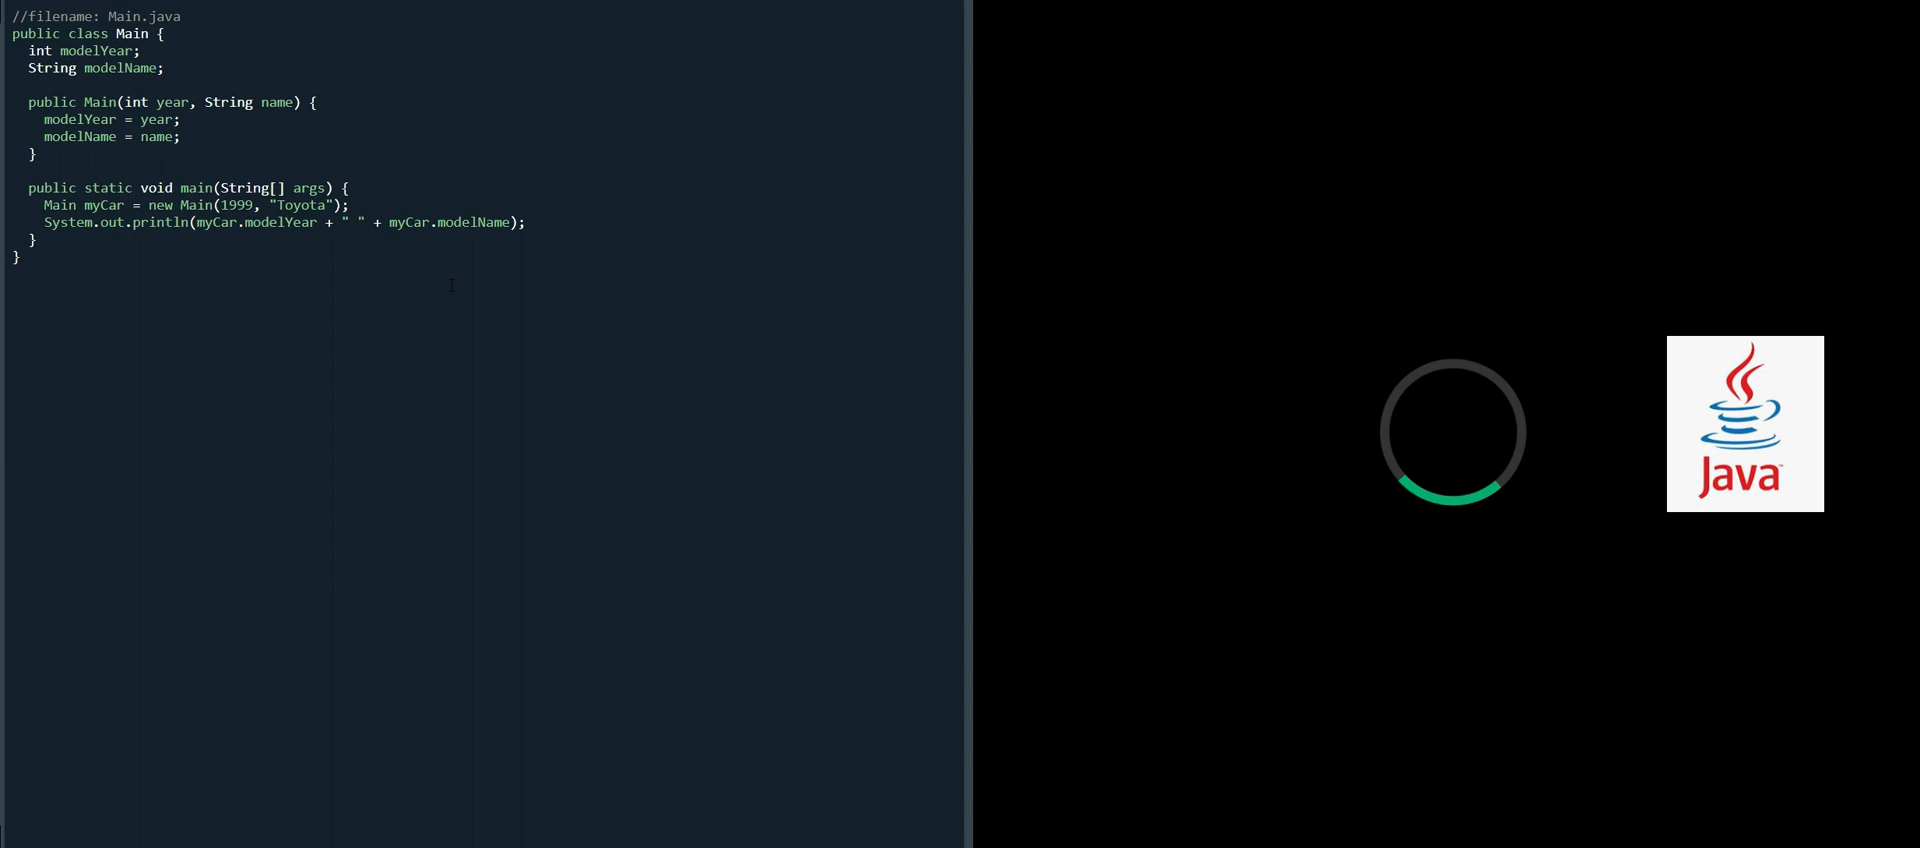 //filename: Main.java
public class Main {
  int modelYear;
  String modelName;

  public Main(int year, String name) {
    modelYear = year;
    modelName = name;
  }

  public static void main(String[] args) {
    Main myCar = new Main(1999, "Toyota");
    System.out.println(myCar.modelYear + " " + myCar.modelName);
  }
}
Java™